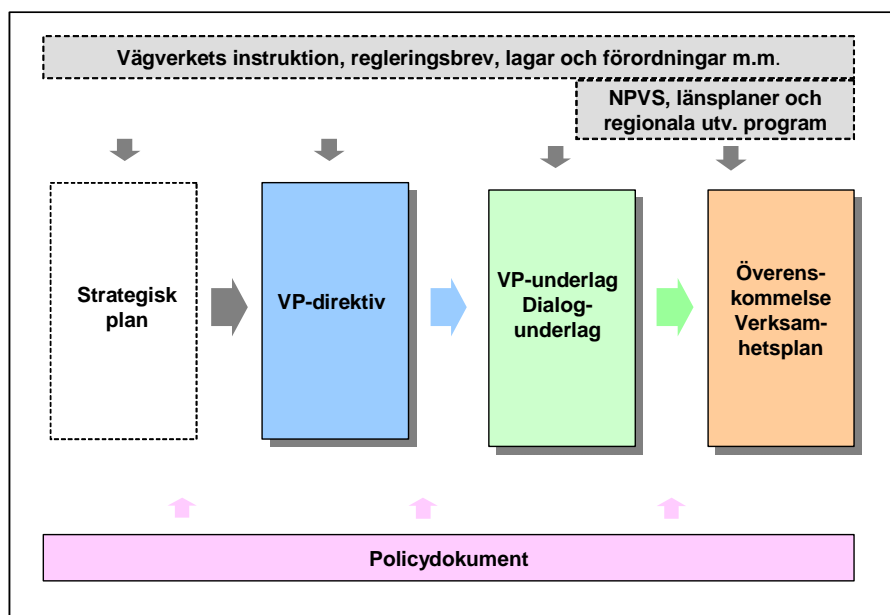 Vägverkets instruktion, regleringsbrev, lagar och förordningar m.m.
NPVS, länsplaner och
regionala utv. program
Strategisk
plan
VP-direktiv
VP-underlag
Dialog-
underlag
Överens-
kommelse
Verksam-
hetsplan
Policydokument